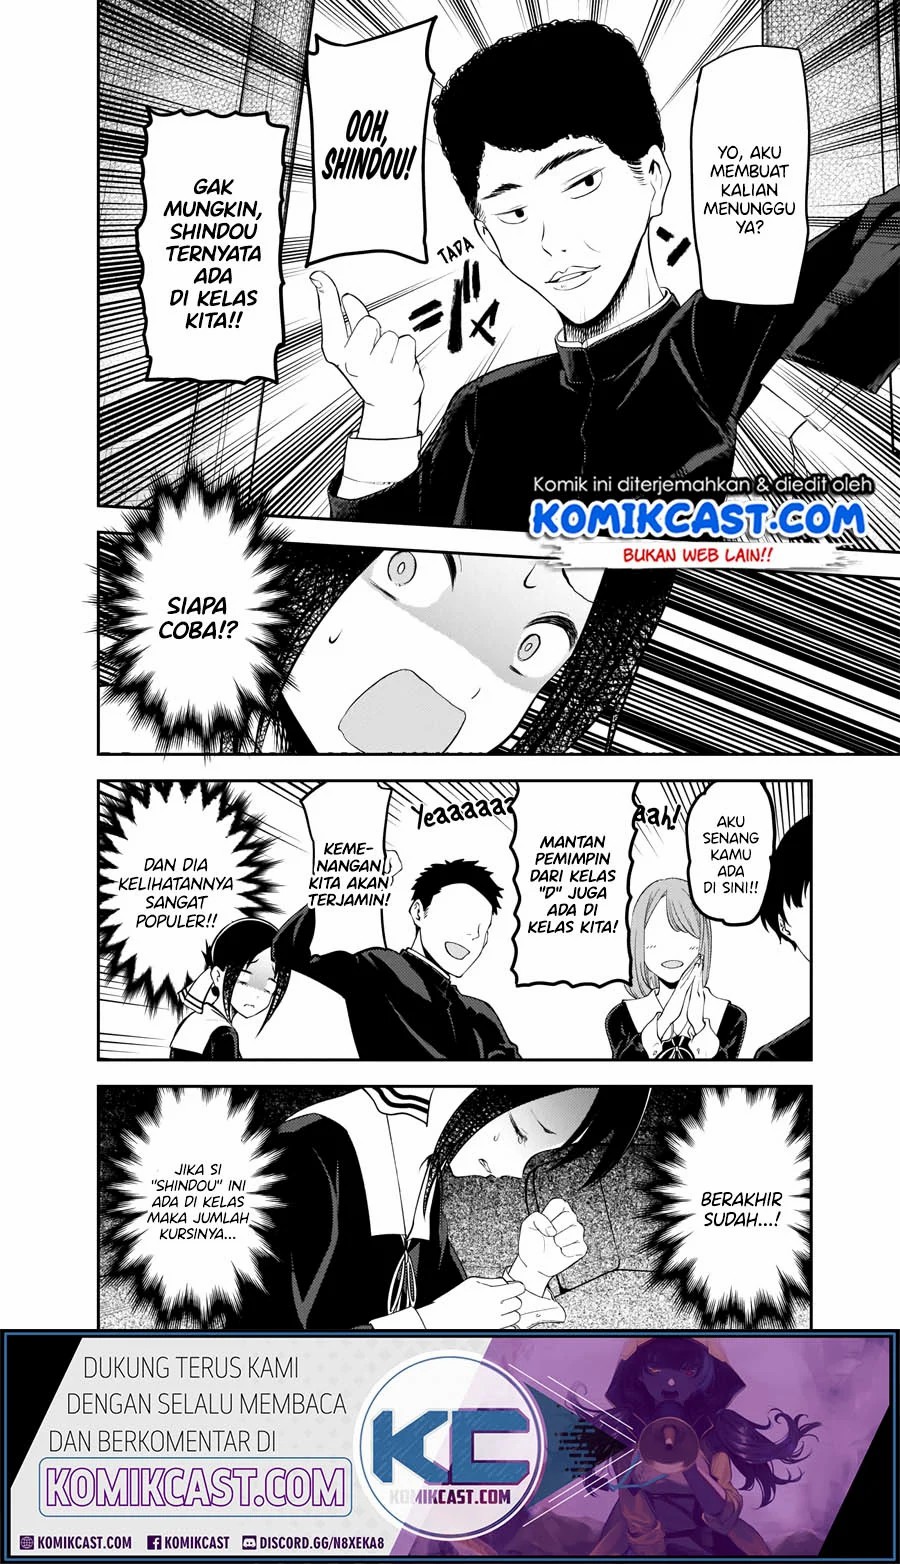 YO, AKU
MEMBUAT
KALIAN
MENUNGGU
YA?
OOH,
SHINDOU!
TADA
GAK
MUNGKIN,
SHINDOU
TERNYATA
ADA
DI KELAS
KITA!!
Komik ini diterjemahkan & diedit oleh
KOMIKCAST.COM
BUKAN WEB LAIN!!
SIAPA
COBA!?
AKU
SENANG
KAMU
ADA
DI SINI!!
Yeaaaaaa
aah!
MANTAN
PEMIMPIN
DARI KELAS
"D" JUGA
ADA DI
KELAS KITA!
KEME-
NANGAN
KITA AKAN
TERJAMIN!
DAN DIA
KELIHATANNYA
SANGAT
POPULER!!
BERAKHIR
SUDAH...!
JIKA SI
"SHINDOU" INI
ADA DI KELAS
MAKA JUMLAH
KURSINYA...
DUKUNG TERUS KAMI
DENGAN SELALU MEMBACA
DAN BERKOMENTAR DI
KOMIKCAST.COM
KC
KOMIKCAST.COM
KOMIKCAST.COM KOMIKCAST DISCORD.GG/N8XEKA8